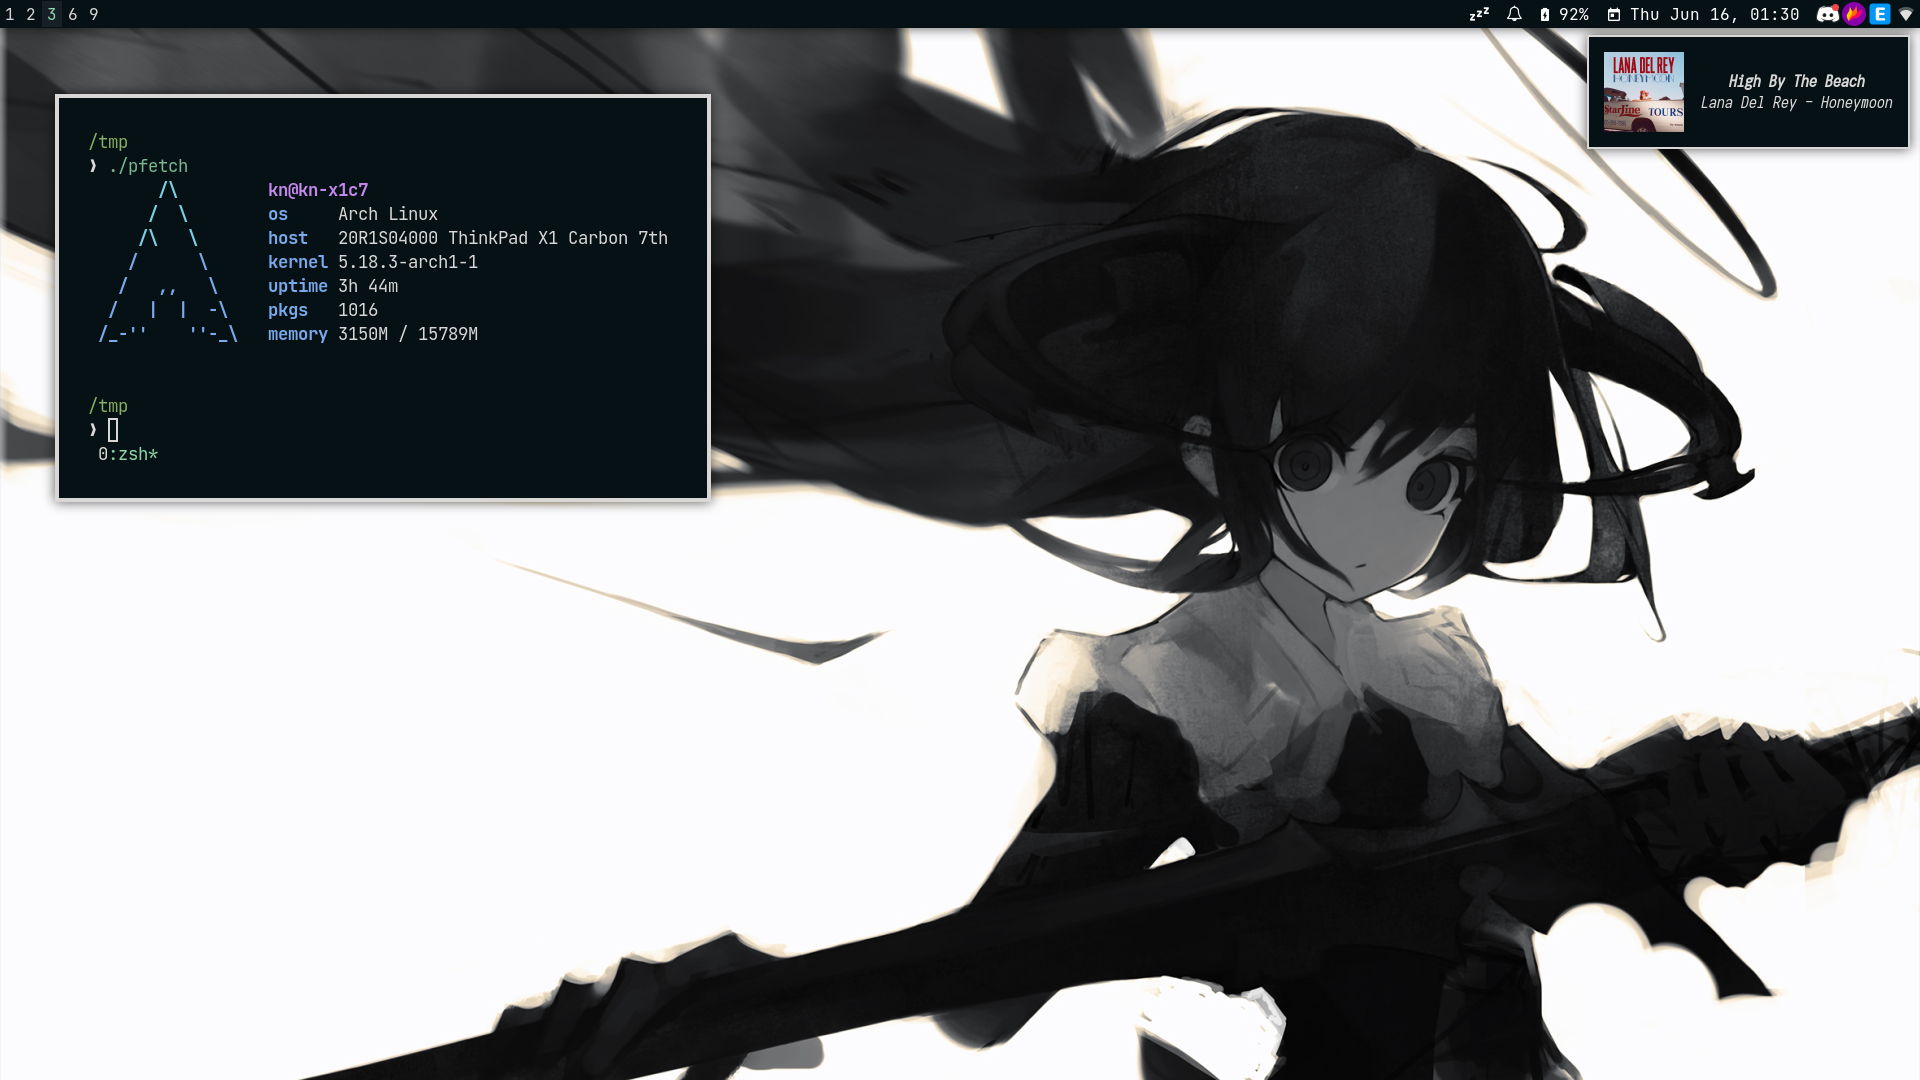 1 2 3 6 9
zzz 92% Thu Jun 16, 01:30 E
LANA DEL REY
HONEYMOON
StarLine TOURS
High By The Beach
Lana Del Rey - Honeymoon
/tmp
❯ ./pfetch
/\ kn@kn-x1c7
/  \ os Arch Linux
/\   \ host 20R1S04000 ThinkPad X1 Carbon 7th
/      \ kernel 5.18.3-arch1-1
/   ,,   \ uptime 3h 44m
/   |  |  -\ pkgs 1016
/_-''    ''-_\ memory 3150M / 15789M
/tmp
❯
0:zsh*